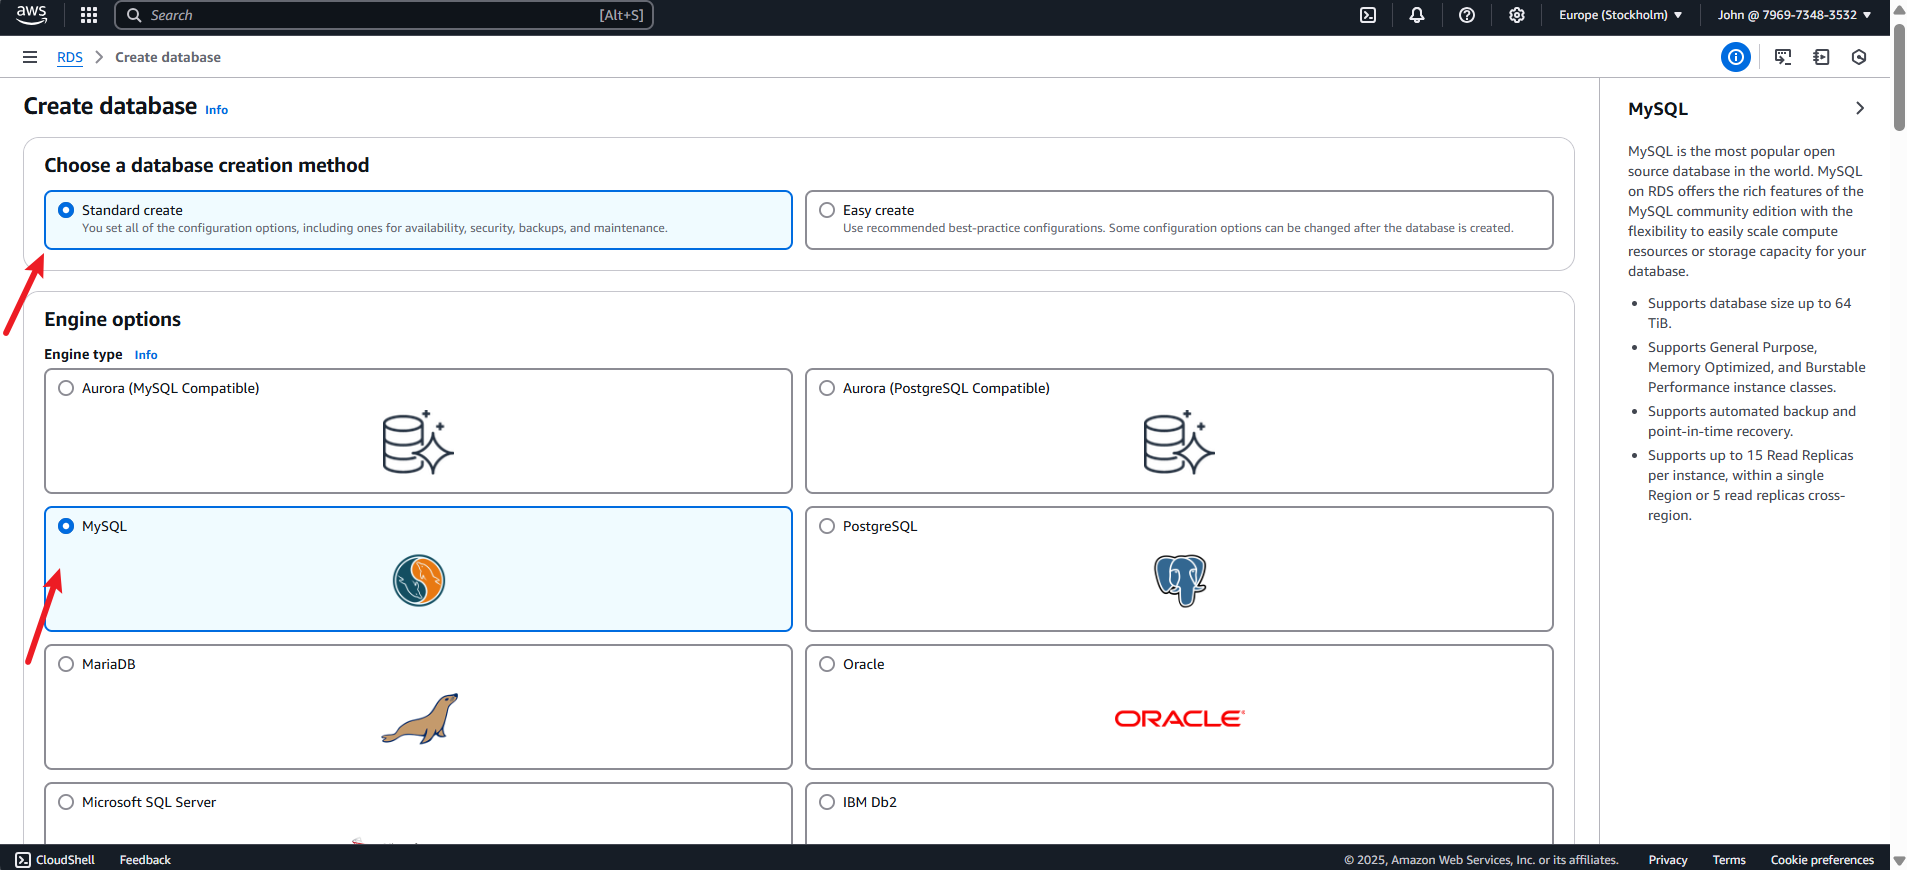 aws
Search
[Alt+S]
Europe (Stockholm)
John @ 7969-7348-3532
RDS
Create database
Create database
Info
Choose a database creation method
Standard create
You set all of the configuration options, including ones for availability, security, backups, and maintenance.
Easy create
Use recommended best-practice configurations. Some configuration options can be changed after the database is created.
Engine options
Engine type
Info
Aurora (MySQL Compatible)
Aurora (PostgreSQL Compatible)
MySQL
PostgreSQL
MariaDB
Oracle
ORACLE
Microsoft SQL Server
IBM Db2
MySQL
MySQL is the most popular open
source database in the world. MySQL
on RDS offers the rich features of the
MySQL community edition with the
flexibility to easily scale compute
resources or storage capacity for your
database.
• Supports database size up to 64
TiB.
• Supports General Purpose,
Memory Optimized, and Burstable
Performance instance classes.
• Supports automated backup and
point-in-time recovery.
• Supports up to 15 Read Replicas
per instance, within a single
Region or 5 read replicas cross-
region.
CloudShell
Feedback
© 2025, Amazon Web Services, Inc. or its affiliates.
Privacy
Terms
Cookie preferences